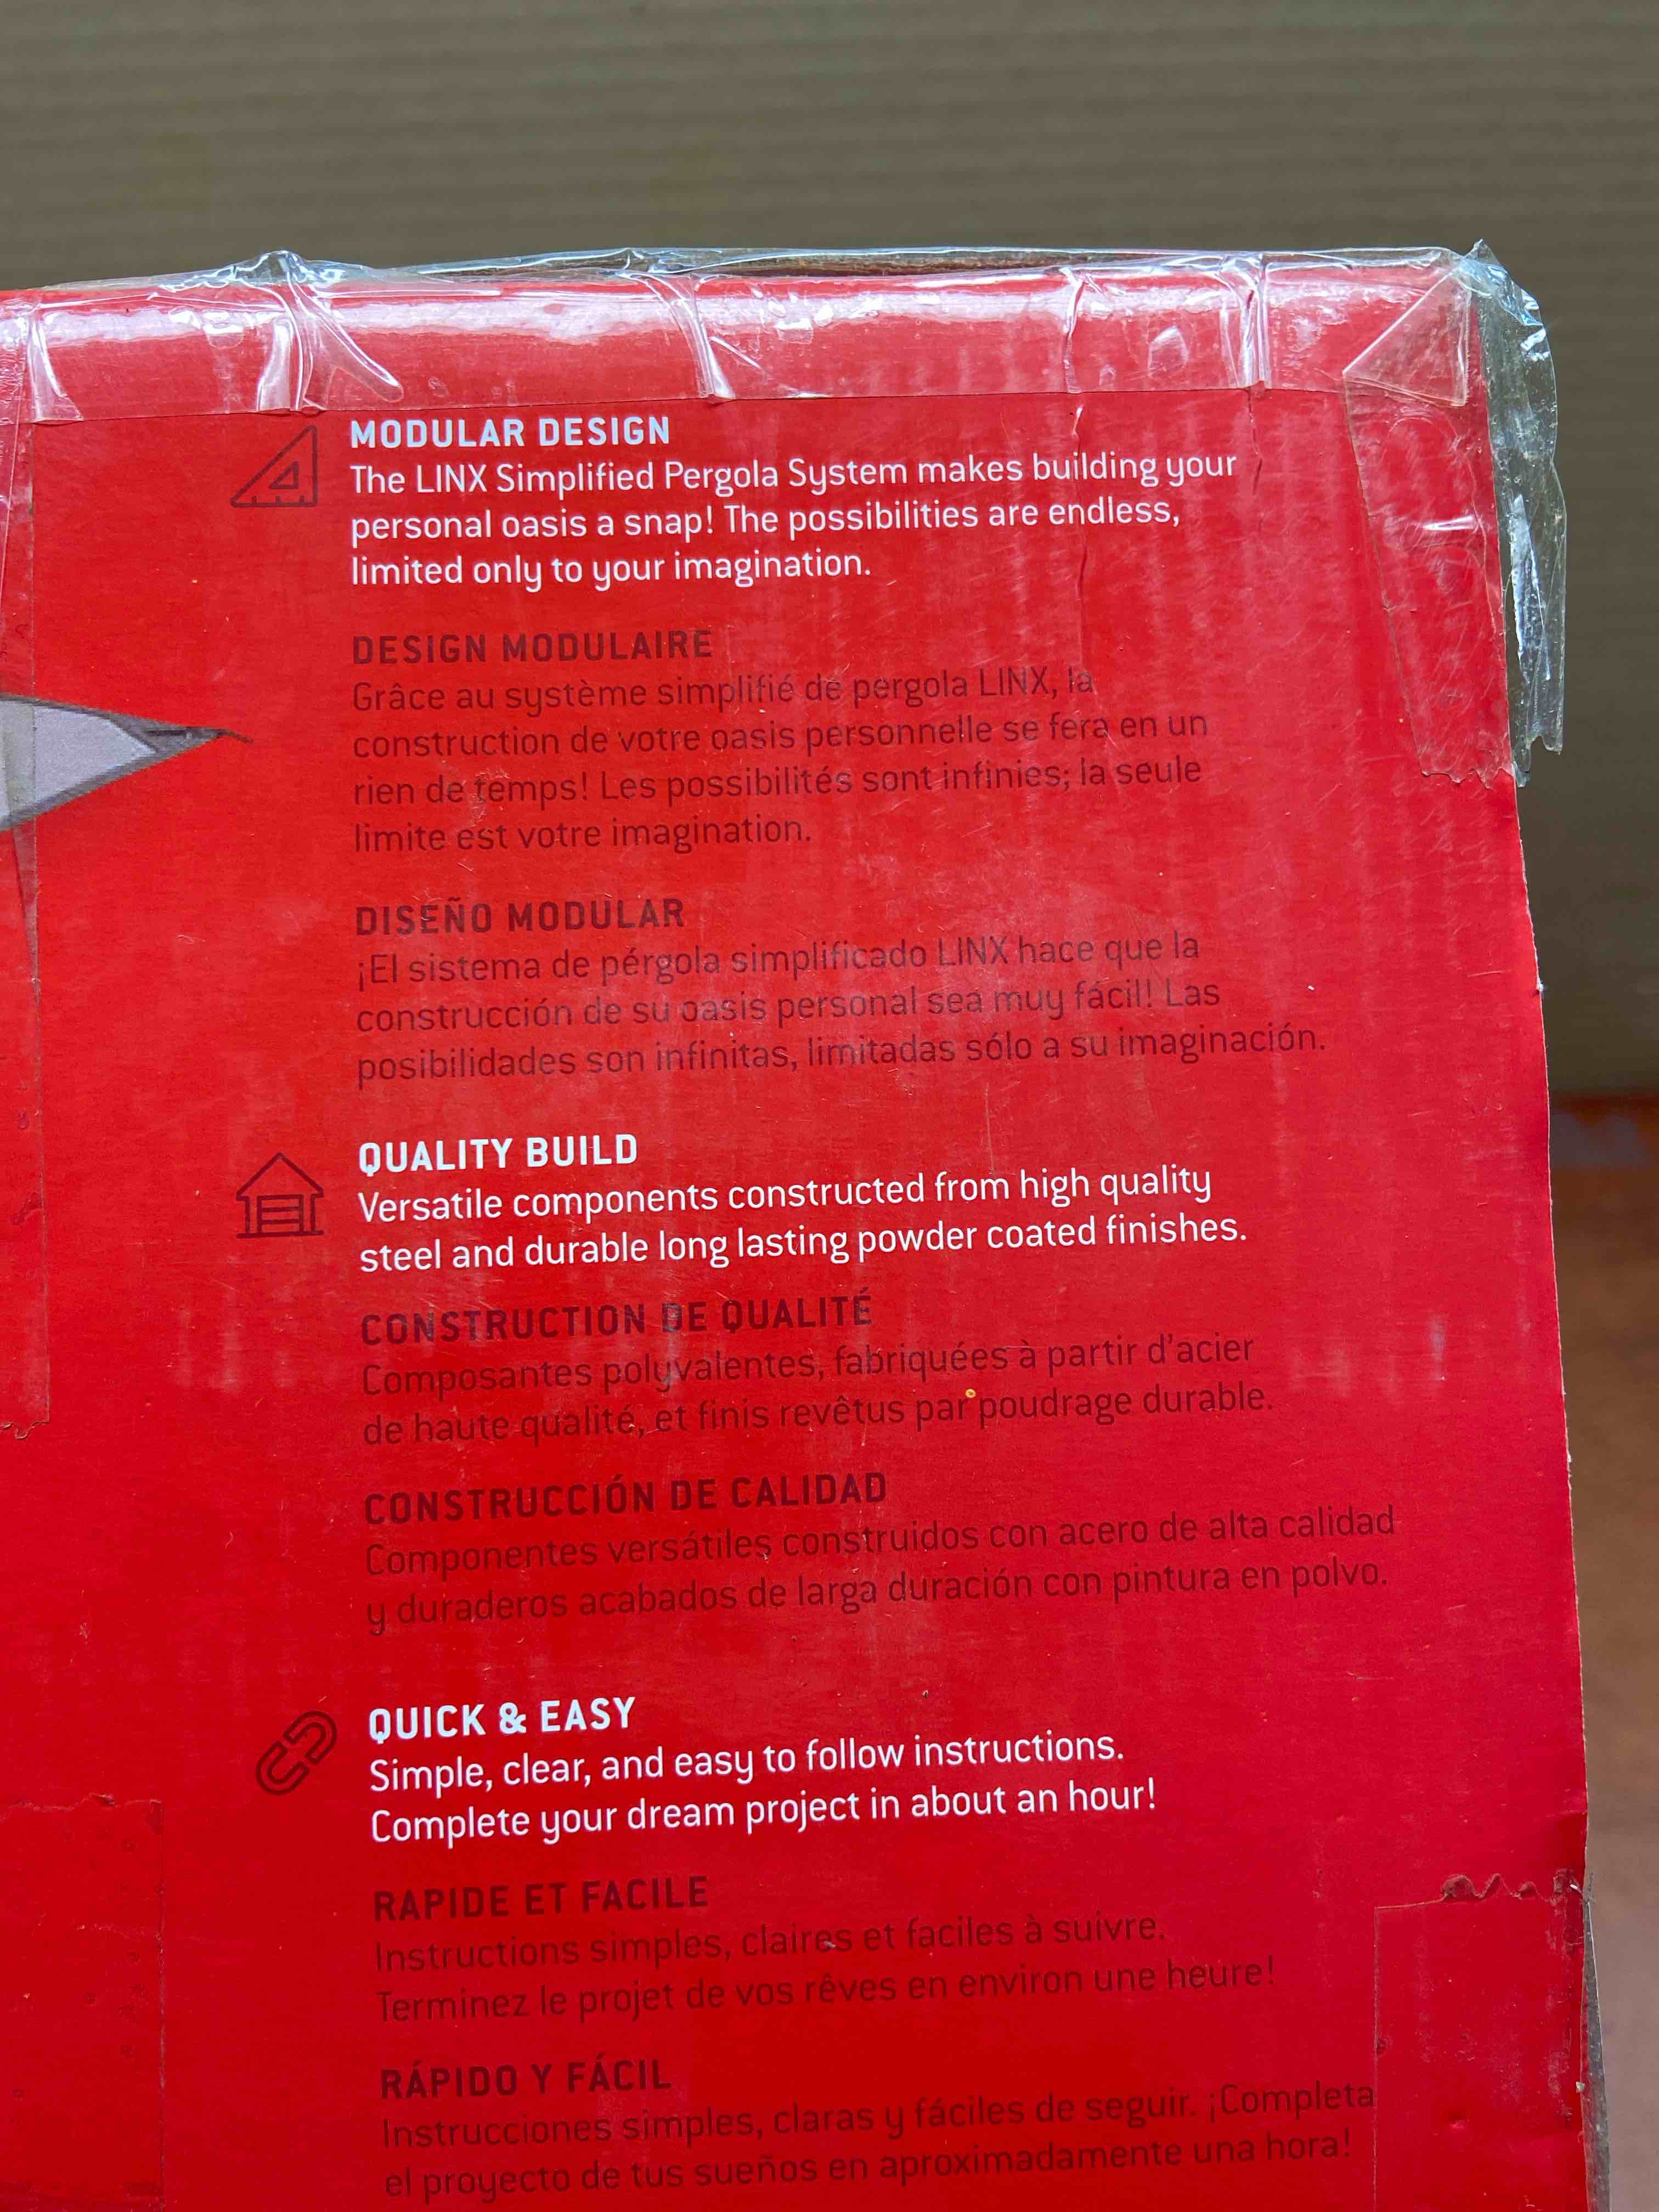 MODULAR DESIGN
The LINX Simplified Pergola System makes building your
personal oasis a snap! The possibilities are endless,
limited only to your imagination.
DESIGN MODULAIRE
Grâce au système simplifié de pergola LINX, la
construction de votre oasis personnelle se fera en un
rien de temps! Les possibilités sont infinies; la seule
limite est votre imagination.
DISEÑO MODULAR
¡El sistema de pérgola simplificado LINX hace que la
construcción de su oasis personal sea muy fácil! Las
posibilidades son infinitas, limitadas sólo a su imaginación.
QUALITY BUILD
Versatile components constructed from high quality
steel and durable long lasting powder coated finishes.
CONSTRUCTION DE QUALITÉ
Composantes polyvalentes, fabriquées à partir d'acier
de haute qualité, et finis revêtus par poudrage durable.
CONSTRUCCIÓN DE CALIDAD
Componentes versátiles construidos con acero de alta calidad
y duraderos acabados de larga duración con pintura en polvo.
QUICK & EASY
Simple, clear, and easy to follow instructions.
Complete your dream project in about an hour!
RAPIDE ET FACILE
Instructions simples, claires et faciles à suivre.
Terminez le projet de vos rêves en environ une heure!
RÁPIDO Y FÁCIL
Instrucciones simples, claras y fáciles de seguir. ¡Completa
el proyecto de tus sueños en aproximadamente una hora!